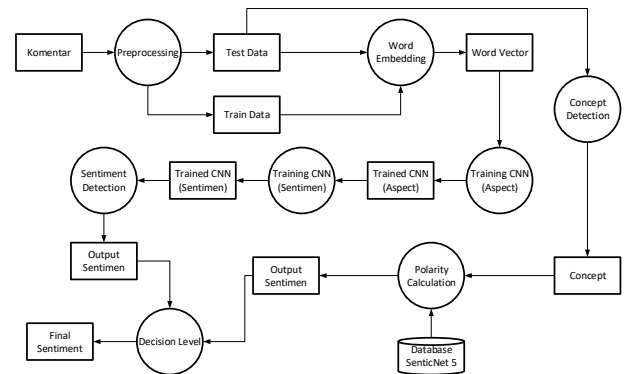 Komentar
Preprocessing
Test Data
Word
Embedding
Word Vector
Train Data
Concept
Detection
Sentiment
Detection
Trained CNN
(Sentimen)
Training CNN
(Sentimen)
Trained CNN
(Aspect)
Training CNN
(Aspect)
Output
Sentimen
Output
Sentimen
Polarity
Calculation
Concept
Final
Sentiment
Decision Level
Database
SenticNet 5